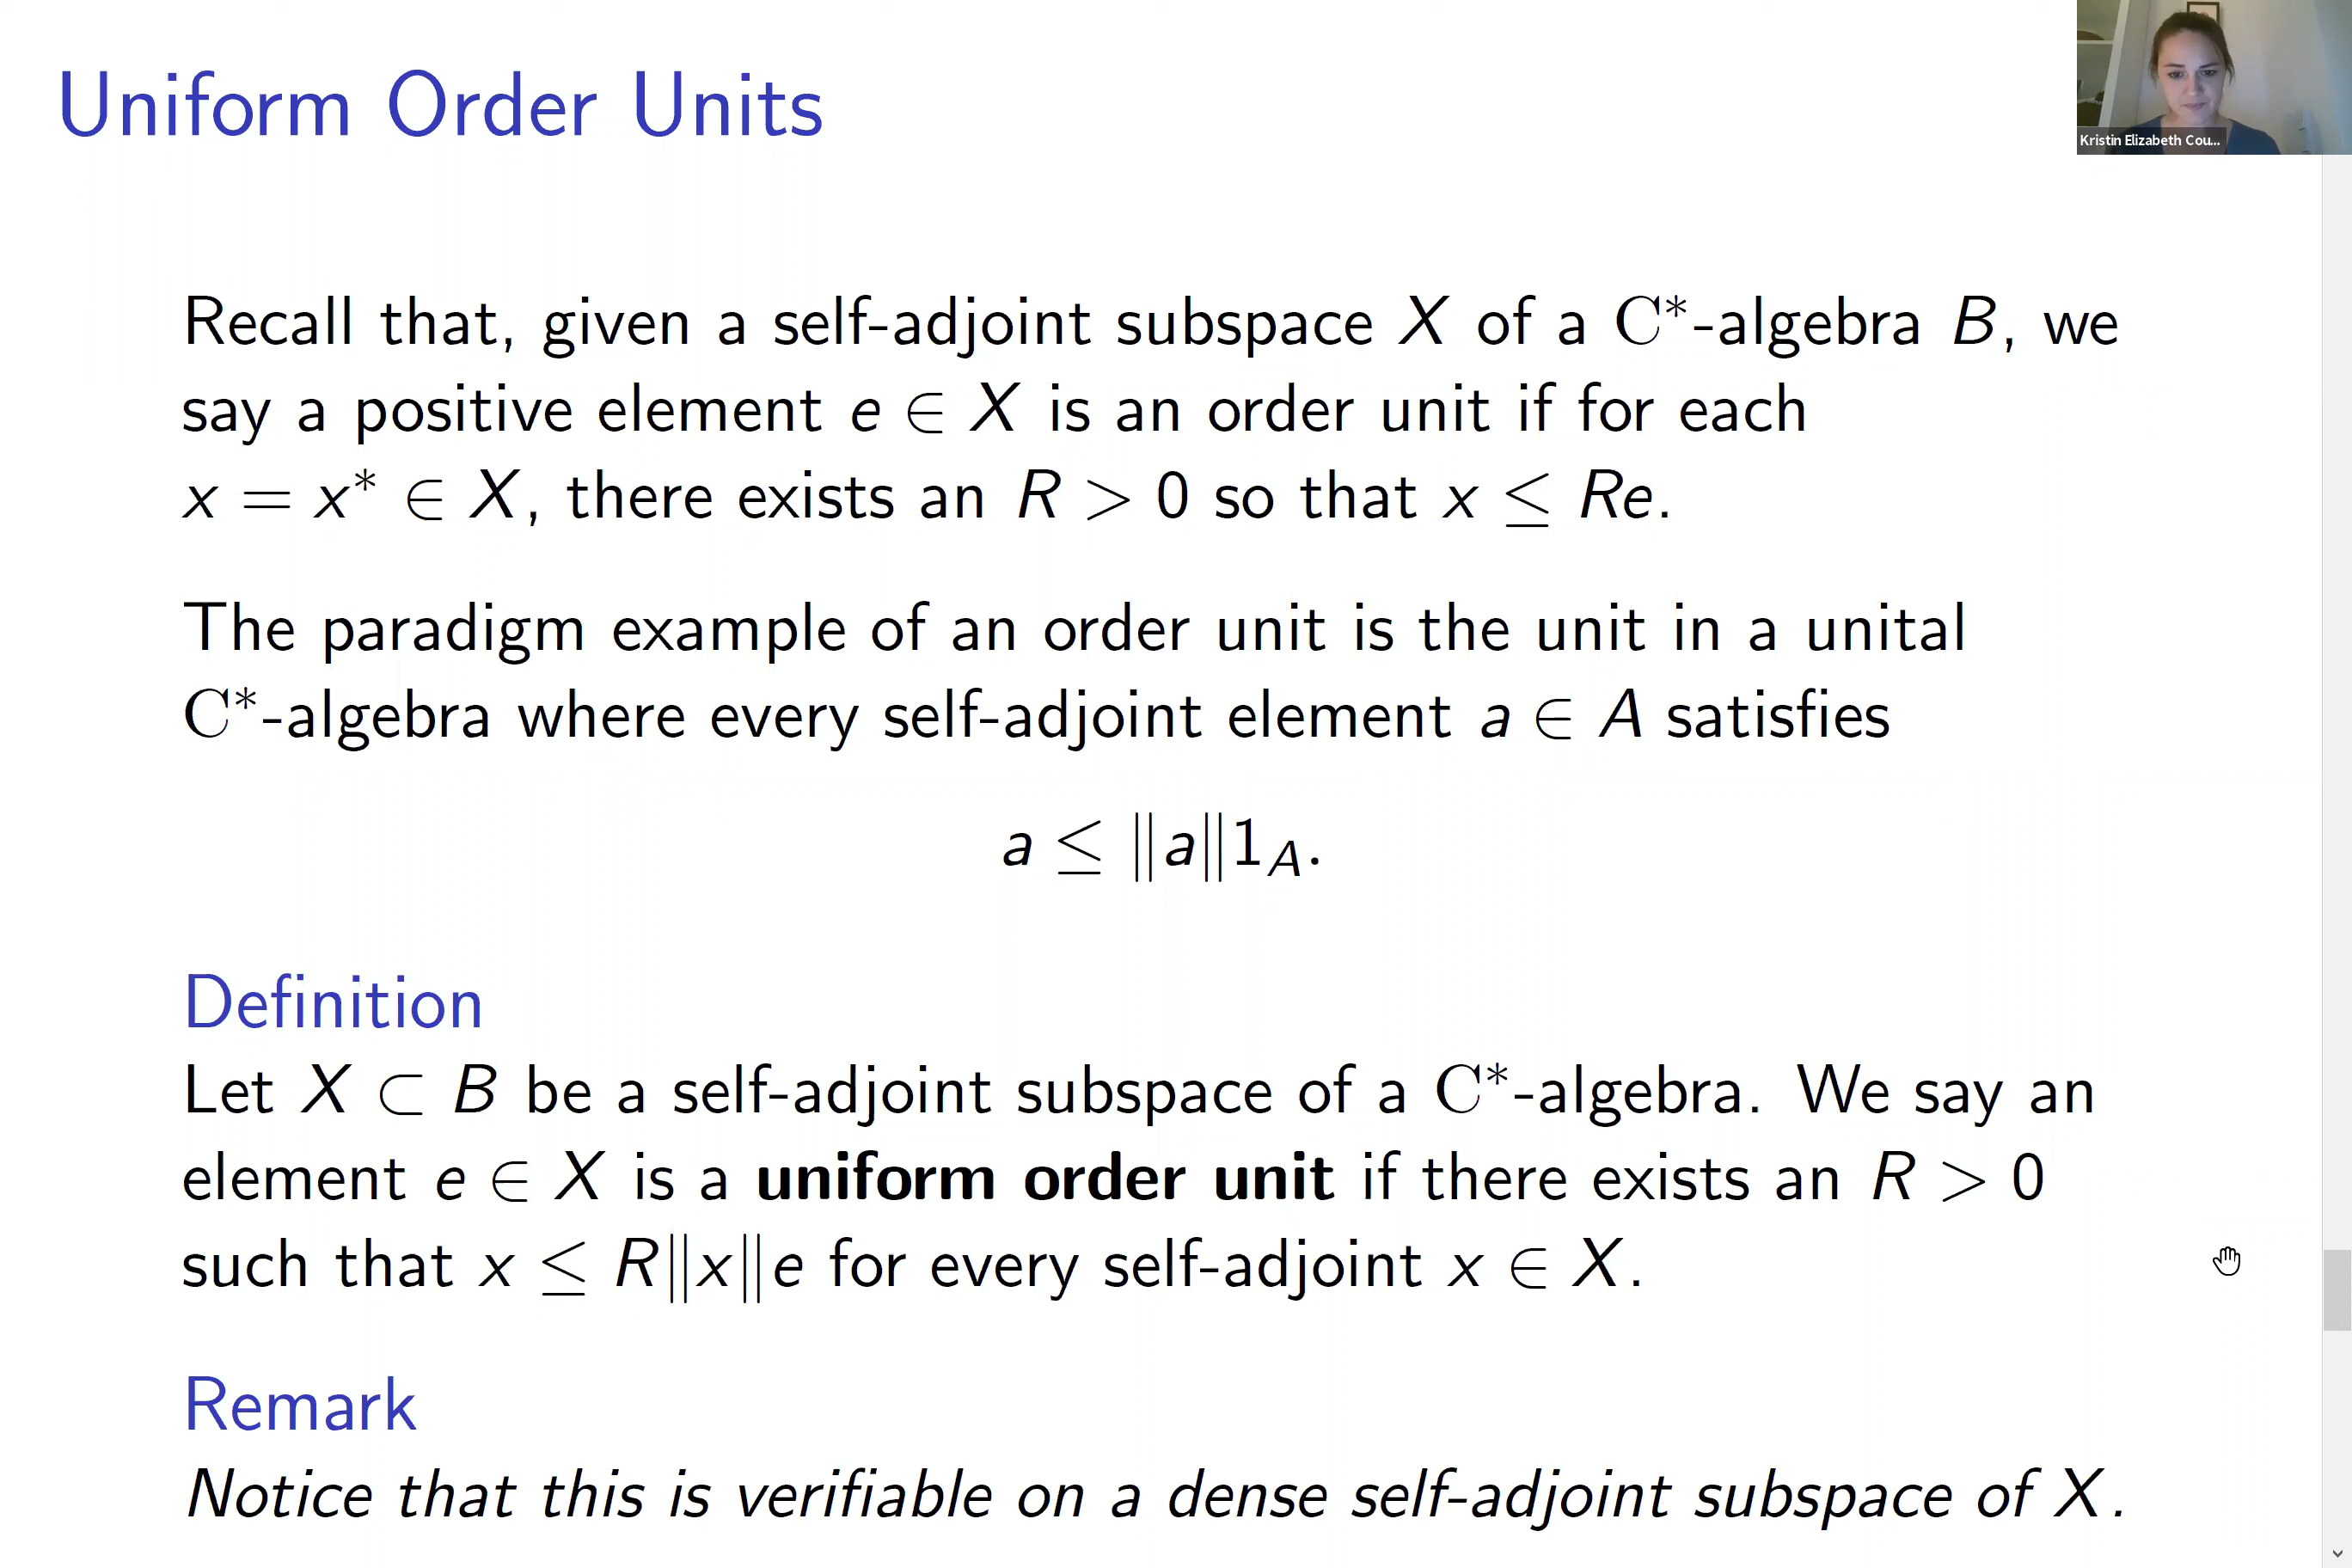 Uniform Order Units
Kristin Elizabeth Cou...
Recall that, given a self-adjoint subspace X of a C*-algebra B, we
say a positive element e ∈ X is an order unit if for each
x = x* ∈ X, there exists an R > 0 so that x ≤ Re.
The paradigm example of an order unit is the unit in a unital
C*-algebra where every self-adjoint element a ∈ A satisfies
a ≤ ‖a‖1_A.
Definition
Let X ⊂ B be a self-adjoint subspace of a C*-algebra. We say an
element e ∈ X is a uniform order unit if there exists an R > 0
such that x ≤ R‖x‖e for every self-adjoint x ∈ X.
Remark
Notice that this is verifiable on a dense self-adjoint subspace of X.